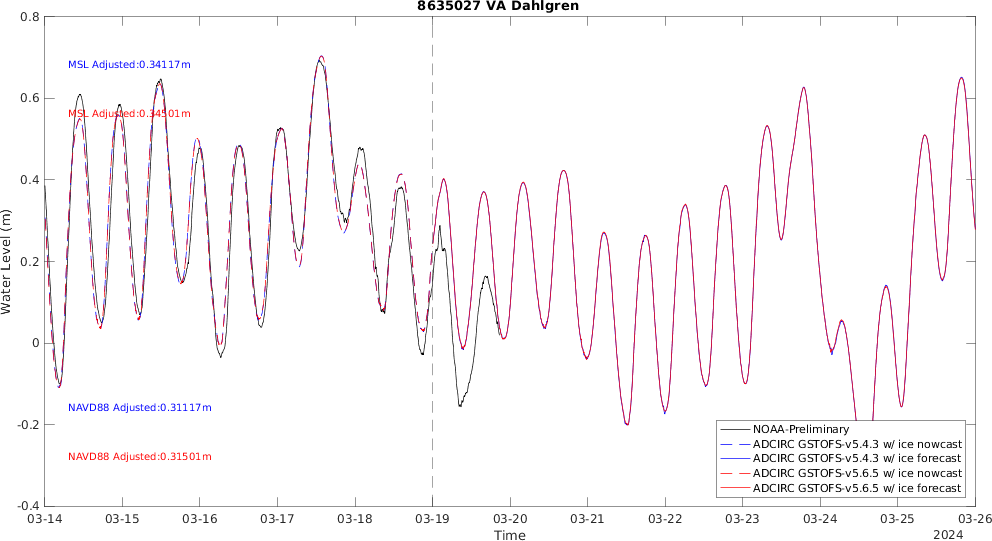 8635027 VA Dahlgren
0.8
0.6
0.4
0.2
0
-0.2
-0.4
Water Level (m)
MSL Adjusted:0.34117m
MSL Adjusted:0.34501m
NAVD88 Adjusted:0.31117m
NAVD88 Adjusted:0.31501m
NOAA-Preliminary
ADCIRC GSTOFS-v5.4.3 w/ ice nowcast
ADCIRC GSTOFS-v5.4.3 w/ ice forecast
ADCIRC GSTOFS-v5.6.5 w/ ice nowcast
ADCIRC GSTOFS-v5.6.5 w/ ice forecast
03-14 03-15 03-16 03-17 03-18 03-19 03-20 03-21 03-22 03-23 03-24 03-25 03-26
Time
2024